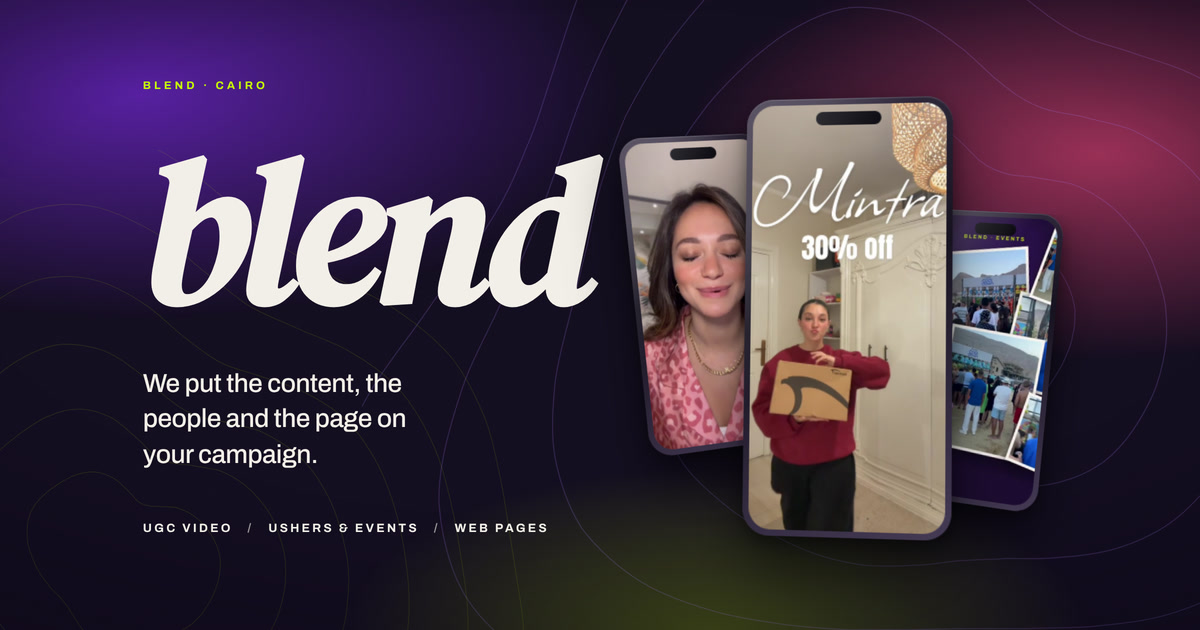 BLEND · CAIRO
blend
We put the content, the
people and the page on
your campaign.
UGC VIDEO / USHERS & EVENTS / WEB PAGES
Mintra
30% off
BLEND · EVENTS